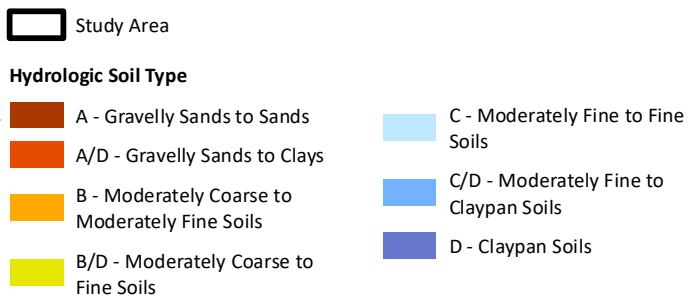 Study Area
Hydrologic Soil Type
A - Gravelly Sands to Sands
A/D - Gravelly Sands to Clays
B - Moderately Coarse to
Moderately Fine Soils
B/D - Moderately Coarse to
Fine Soils
C - Moderately Fine to Fine
Soils
C/D - Moderately Fine to
Claypan Soils
D - Claypan Soils